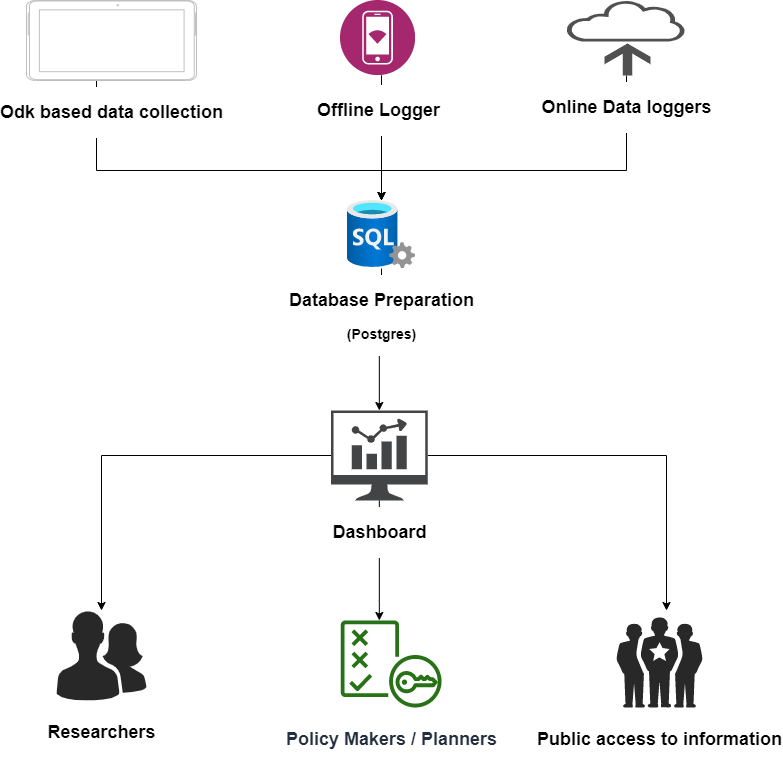 Odk based data collection
Offline Logger
Online Data loggers
SQL
Database Preparation
(Postgres)
Dashboard
Researchers
Policy Makers / Planners
Public access to information